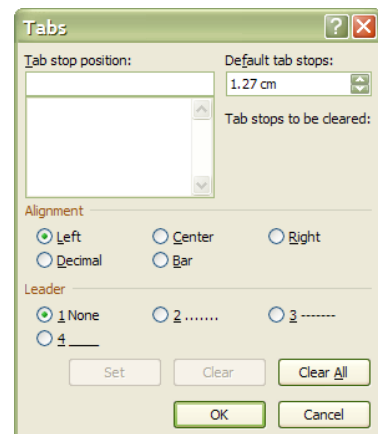 Tabs
Tab stop position:
Default tab stops:
1.27 cm
Tab stops to be cleared:
Alignment
Left Center Right
Decimal Bar
Leader
1 None 2 ....... 3 -------
4 ____
Set Clear Clear All
OK Cancel